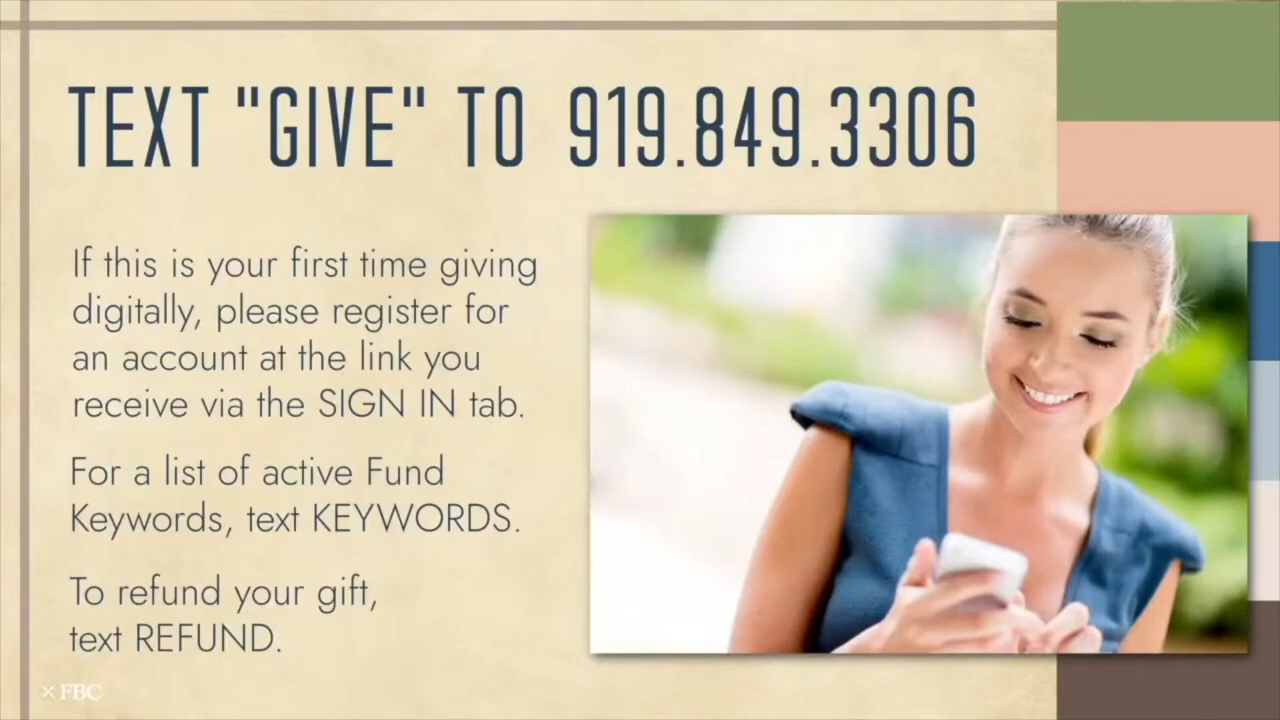 TEXT "GIVE" TO 919.849.3306
If this is your first time giving
digitally, please register for
an account at the link you
receive via the SIGN IN tab.
For a list of active Fund
Keywords, text KEYWORDS.
To refund your gift,
text REFUND.
FBC